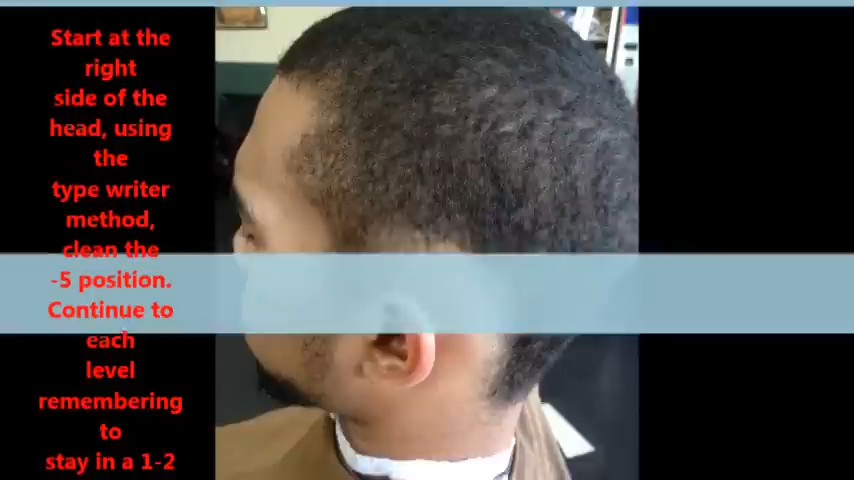 Start at the
right
side of the
head, using
the
type writer
method,
clean the
-5 position.
Continue to
each
level
remembering
to
stay in a 1-2